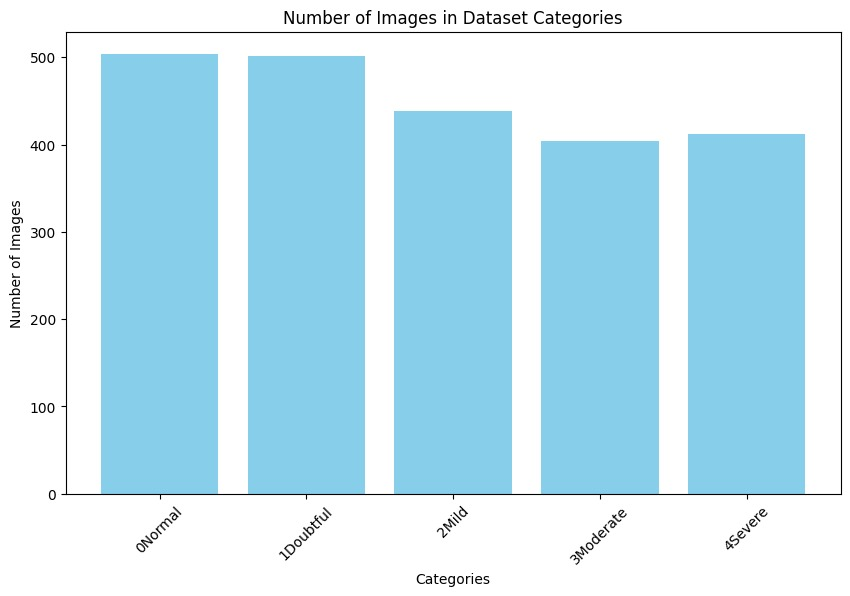 Number of Images in Dataset Categories
Number of Images
500
400
300
200
100
0
0Normal
1Doubtful
2Mild
3Moderate
4Severe
Categories